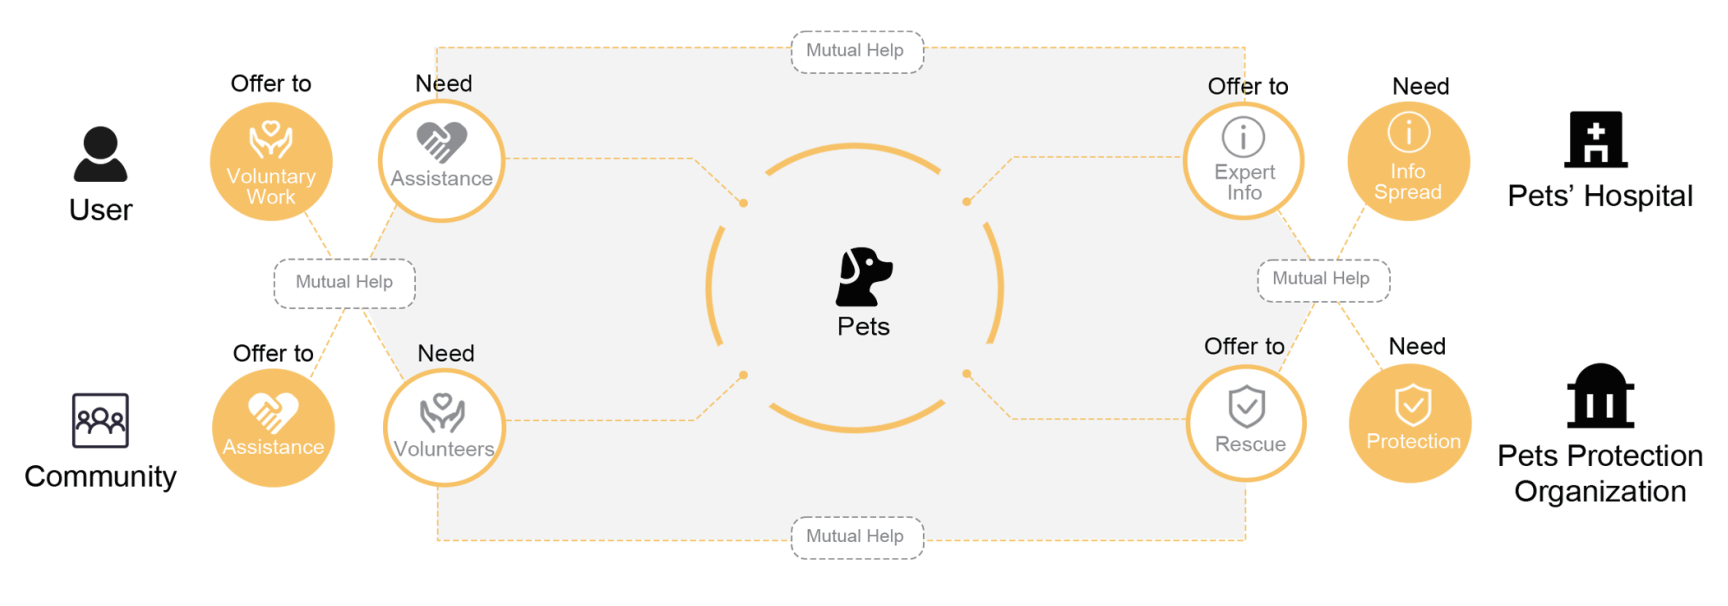 Mutual Help
Offer to
Need
Offer to
Need
Voluntary
Work
Assistance
Expert
Info
Info
Spread
User
Pets' Hospital
Mutual Help
Mutual Help
Pets
Offer to
Need
Offer to
Need
Assistance
Volunteers
Rescue
Protection
Community
Pets Protection
Organization
Mutual Help